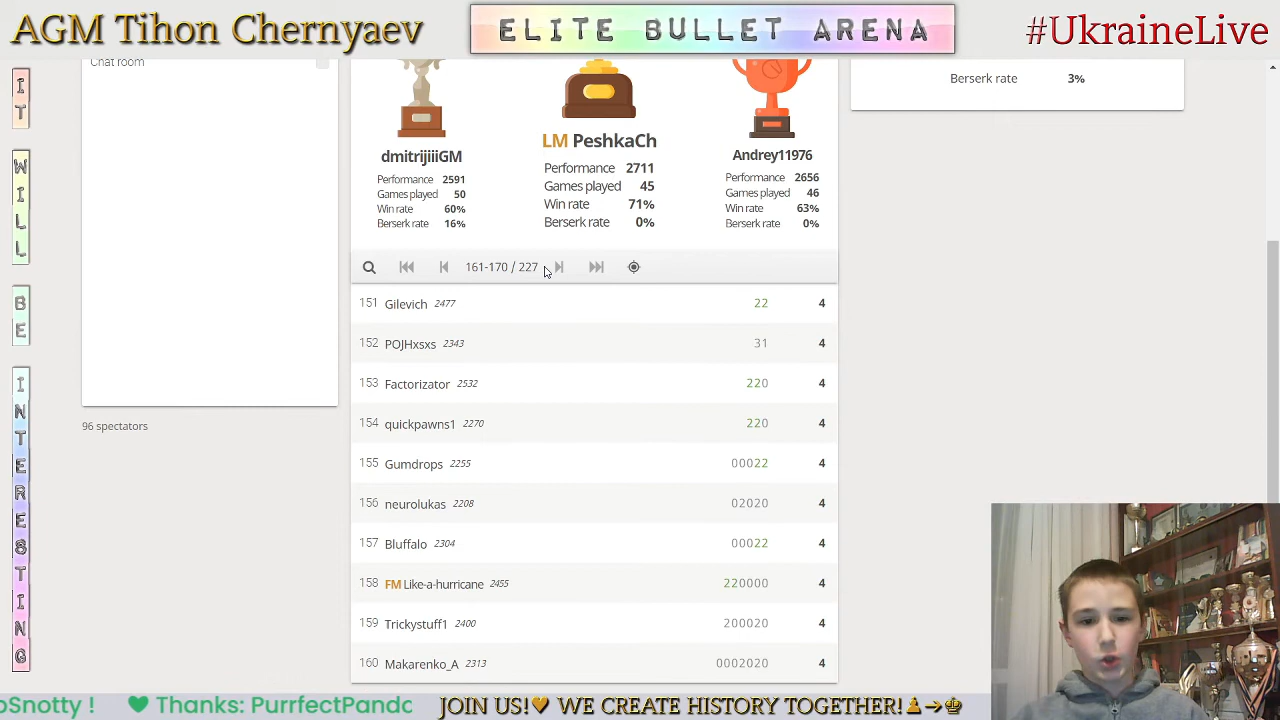 AGM Tihon Chernyaev
ELITE BULLET ARENA
#UkraineLive
IT WILL BE INTERESTING
Chat room
96 spectators
dmitrijiiiGM
Performance 2591
Games played 50
Win rate 60%
Berserk rate 16%
LM PeshkaCh
Performance 2711
Games played 45
Win rate 71%
Berserk rate 0%
Andrey11976
Performance 2656
Games played 46
Win rate 63%
Berserk rate 0%
Berserk rate 3%
161-170 / 227
151 Gilevich 2477 22 4
152 POJHxsxs 2343 31 4
153 Factorizator 2532 220 4
154 quickpawns1 2270 220 4
155 Gumdrops 2255 00022 4
156 neurolukas 2208 02020 4
157 Bluffalo 2304 00022 4
158 FM Like-a-hurricane 2455 220000 4
159 Trickystuff1 2400 200020 4
160 Makarenko_A 2313 0002020 4
oSnotty ! Thanks: PurrfectPandc
JOIN US! WE CREATE HISTORY TOGETHER!